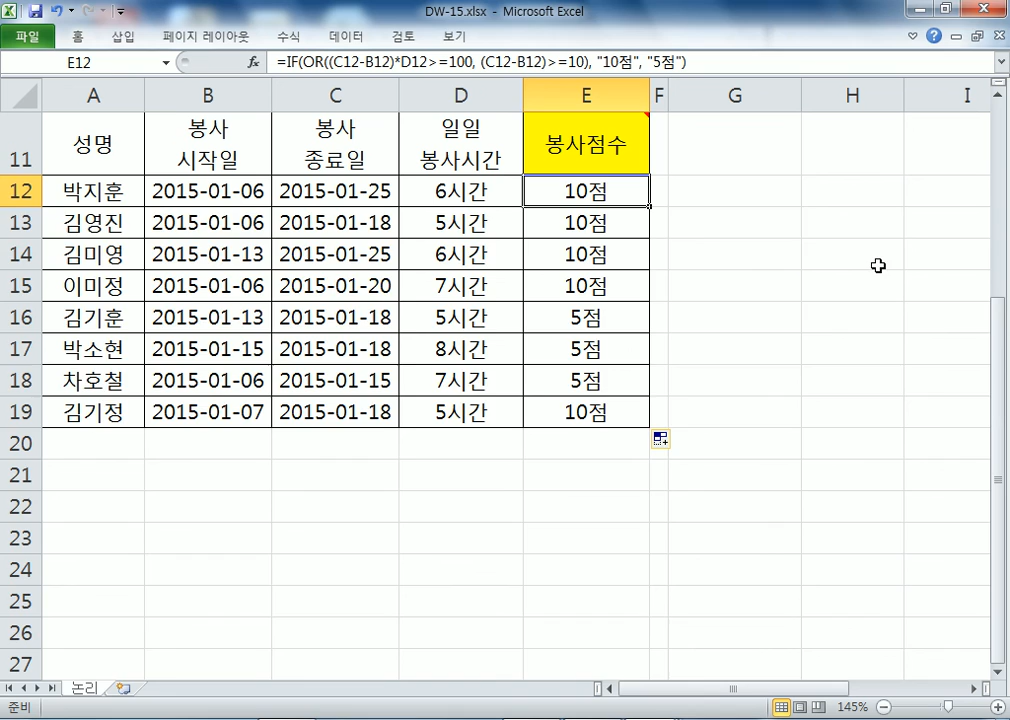 DW-15.xlsx - Microsoft Excel
파일 홈 삽입 페이지 레이아웃 수식 데이터 검토 보기
E12 fx =IF(OR((C12-B12)*D12>=100, (C12-B12)>=10), "10점", "5점")
A B C D E F G H I
11 성명 봉사 시작일 봉사 종료일 일일 봉사시간 봉사점수
12 박지훈 2015-01-06 2015-01-25 6시간 10점
13 김영진 2015-01-06 2015-01-18 5시간 10점
14 김미영 2015-01-13 2015-01-25 6시간 10점
15 이미정 2015-01-06 2015-01-20 7시간 10점
16 김기훈 2015-01-13 2015-01-18 5시간 5점
17 박소현 2015-01-15 2015-01-18 8시간 5점
18 차호철 2015-01-06 2015-01-15 7시간 5점
19 김기정 2015-01-07 2015-01-18 5시간 10점
20
21
22
23
24
25
26
27
논리
준비 145%